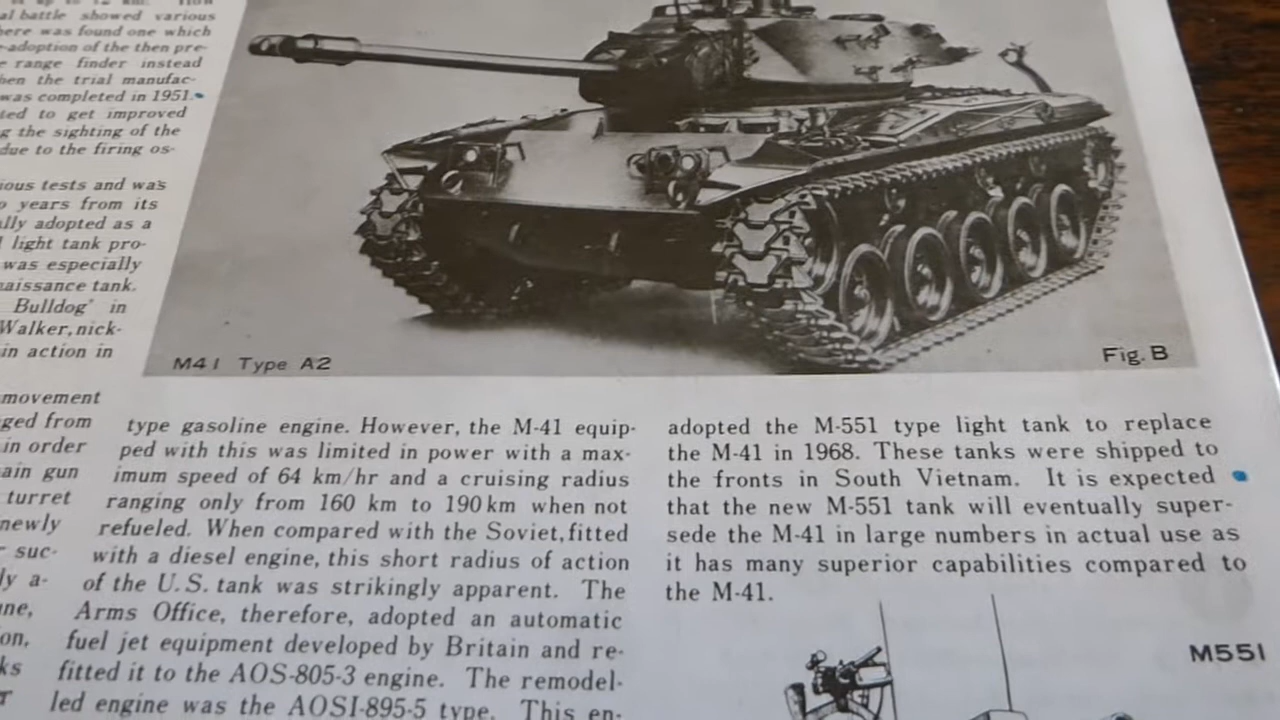 al battle showed various
here was found one which
-adoption of the then pre-
e range finder instead
hen the trial manufac-
was completed in 1951.
ted to get improved
g the sighting of the
due to the firing os-
ious tests and was
o years from its
lly adopted as a
l light tank pro-
was especially
naissance tank.
Bulldog" in
Walker, nick-
in action in
movement
ged from
in order
ain gun
turret
newly
suc-
ly a-
ne,
on,
ks
M41 Type A2
Fig. B
type gasoline engine. However, the M-41 equip-
ped with this was limited in power with a max-
imum speed of 64 km/hr and a cruising radius
ranging only from 160 km to 190 km when not
refueled. When compared with the Soviet, fitted
with a diesel engine, this short radius of action
of the U.S. tank was strikingly apparent. The
Arms Office, therefore, adopted an automatic
fuel jet equipment developed by Britain and re-
fitted it to the AOS-805-3 engine. The remodel-
led engine was the AOSI-895-5 type. This en-
adopted the M-551 type light tank to replace
the M-41 in 1968. These tanks were shipped to
the fronts in South Vietnam. It is expected
that the new M-551 tank will eventually super-
sede the M-41 in large numbers in actual use as
it has many superior capabilities compared to
the M-41.
M551